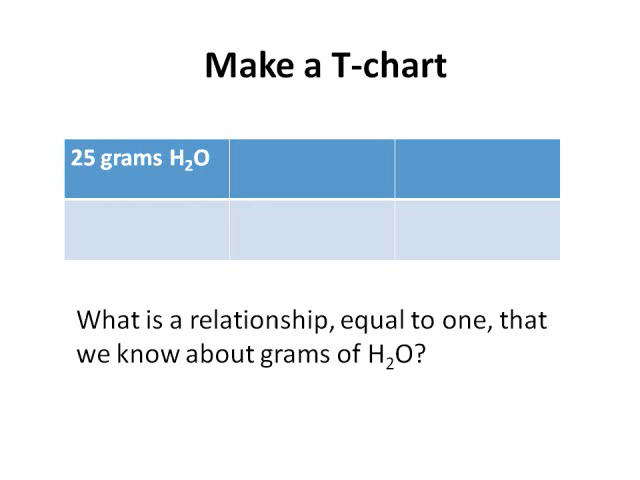 Make a T-chart
25 grams H₂O
What is a relationship, equal to one, that
we know about grams of H₂O?